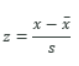 z = (x − x̄) / s